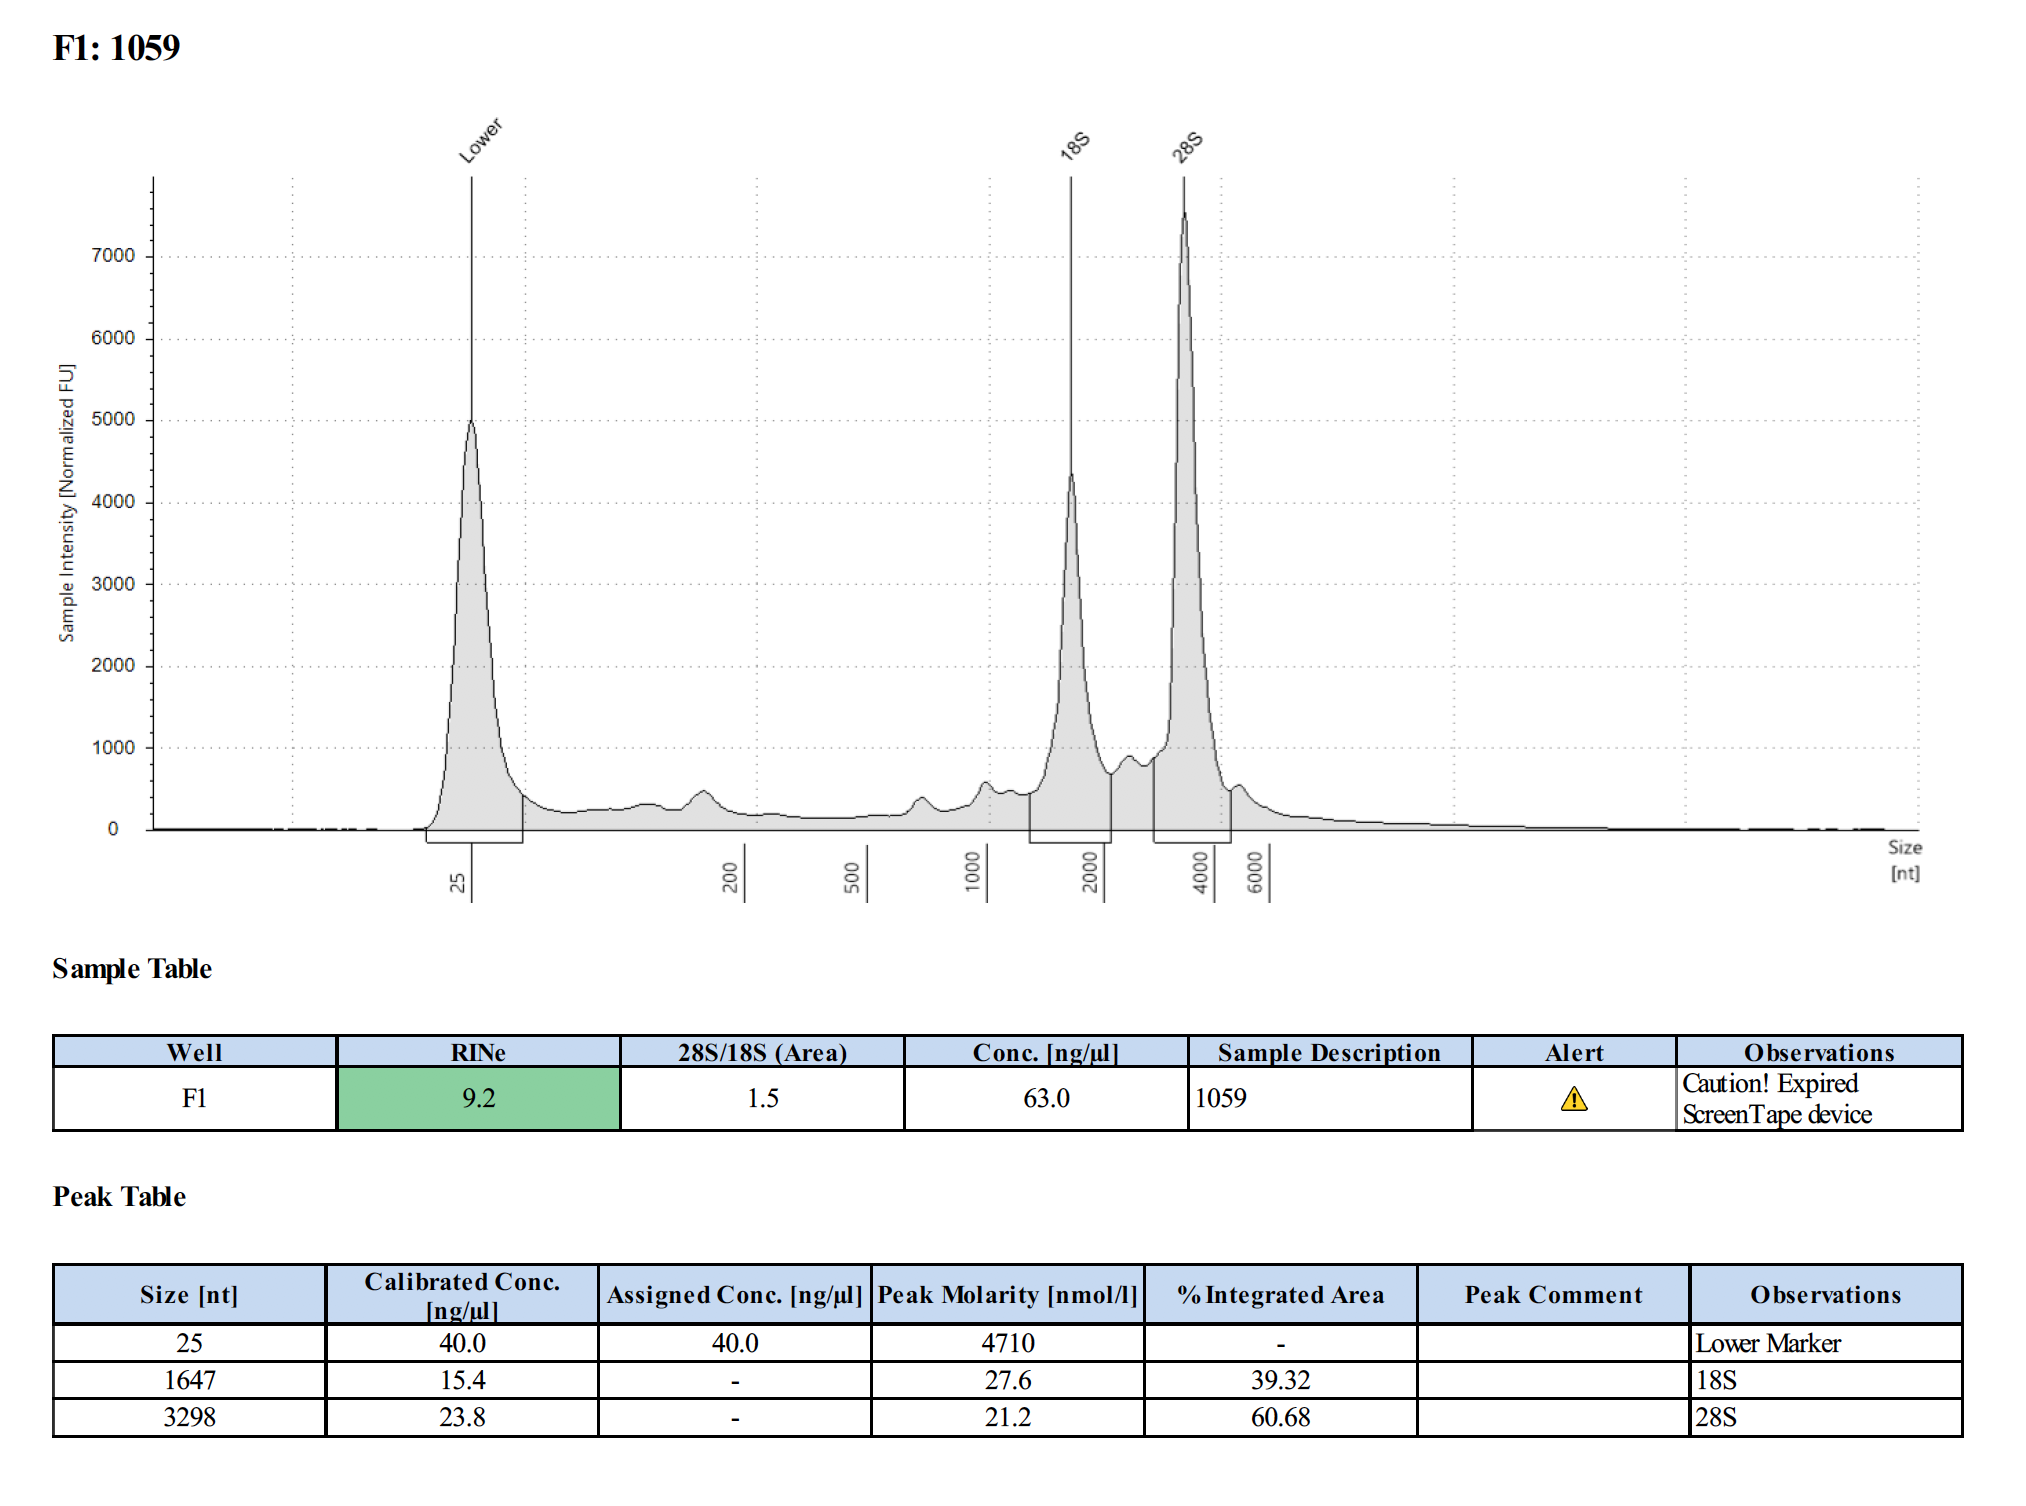 F1: 1059
Lower
18S
28S
Sample Intensity [Normalized FU]
7000
6000
5000
4000
3000
2000
1000
0
25
200
500
1000
2000
4000
6000
Size
[nt]
Sample Table
Well RINe 28S/18S (Area) Conc. [ng/µl] Sample Description Alert Observations
F1 9.2 1.5 63.0 1059 Caution! Expired
ScreenTape device
Peak Table
Size [nt] Calibrated Conc. [ng/µl] Assigned Conc. [ng/µl] Peak Molarity [nmol/l] % Integrated Area Peak Comment Observations
25 40.0 40.0 4710 - Lower Marker
1647 15.4 - 27.6 39.32 18S
3298 23.8 - 21.2 60.68 28S